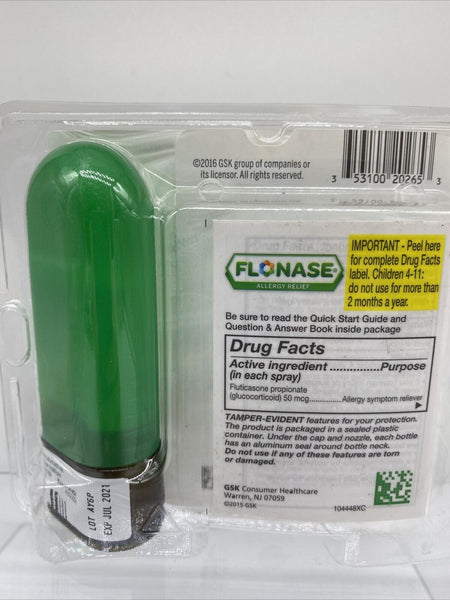 ©2016 GSK group of companies or
its licensor. All rights reserved.
3 53100 20265 3
FLONASE
ALLERGY RELIEF
IMPORTANT - Peel here
for complete Drug Facts
label. Children 4-11:
do not use for more than
2 months a year.
Be sure to read the Quick Start Guide and
Question & Answer Book inside package
Drug Facts
Active ingredient ................Purpose
(in each spray)
Fluticasone propionate
(glucocorticoid) 50 mcg.............Allergy symptom reliever
TAMPER-EVIDENT features for your protection.
The product is packaged in a sealed plastic
container. Under the cap and nozzle, each bottle
has an aluminum seal around bottle neck.
Do not use if any of these features are torn
or damaged.
GSK Consumer Healthcare
Warren, NJ 07059
©2015 GSK
104448XC
LOT AY6P
EXP JUL 2021